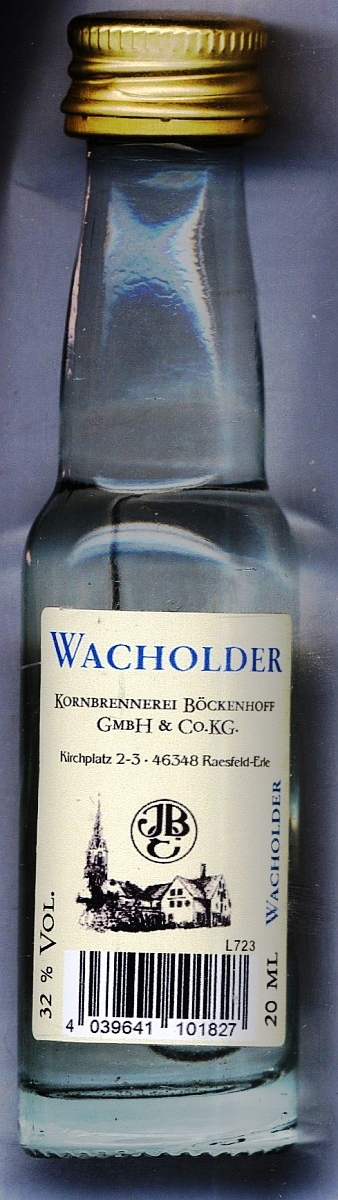 WACHOLDER
KORNBRENNEREI BÖCKENHOFF
GMBH & CO.KG.
Kirchplatz 2-3 · 46348 Raesfeld-Erle
JBE
32 % VOL.
20 ML WACHOLDER
L723
4 039641 101827